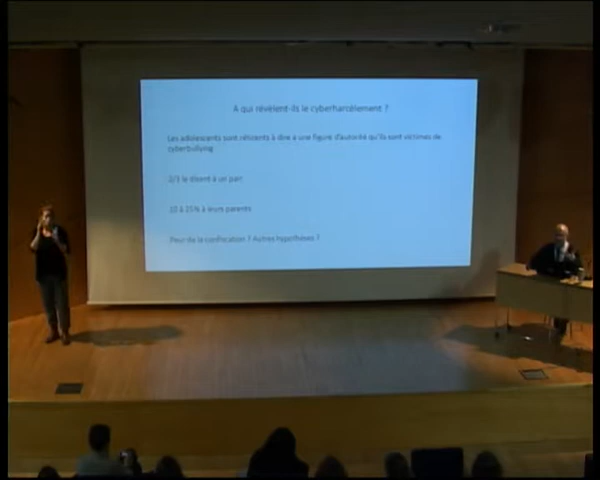 A qui révèlent-ils le cyberharcèlement ?
Les adolescents sont réticents à dire à une figure d'autorité qu'ils sont victimes de
cyberbullying
2/3 le disent à un pair
10 à 25% à leurs parents
Peur de la confiscation ? Autres hypothèses ?